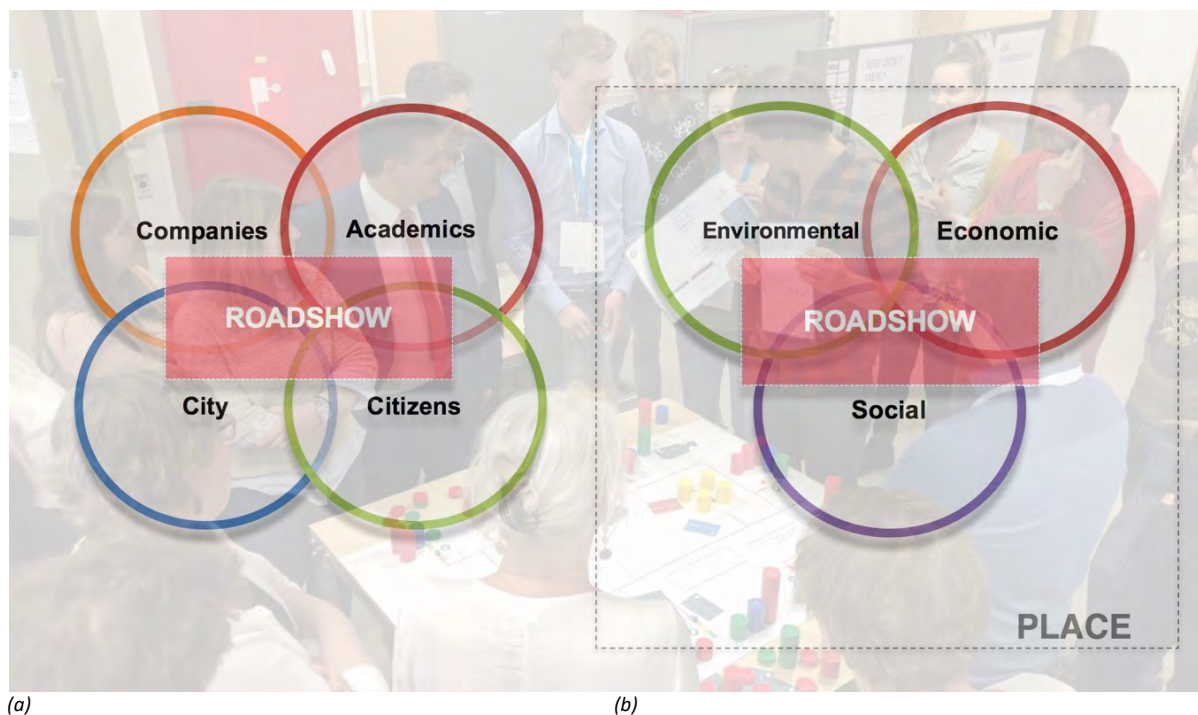 Companies
Academics
ROADSHOW
City
Citizens
Environmental
Economic
ROADSHOW
Social
PLACE
(a)
(b)